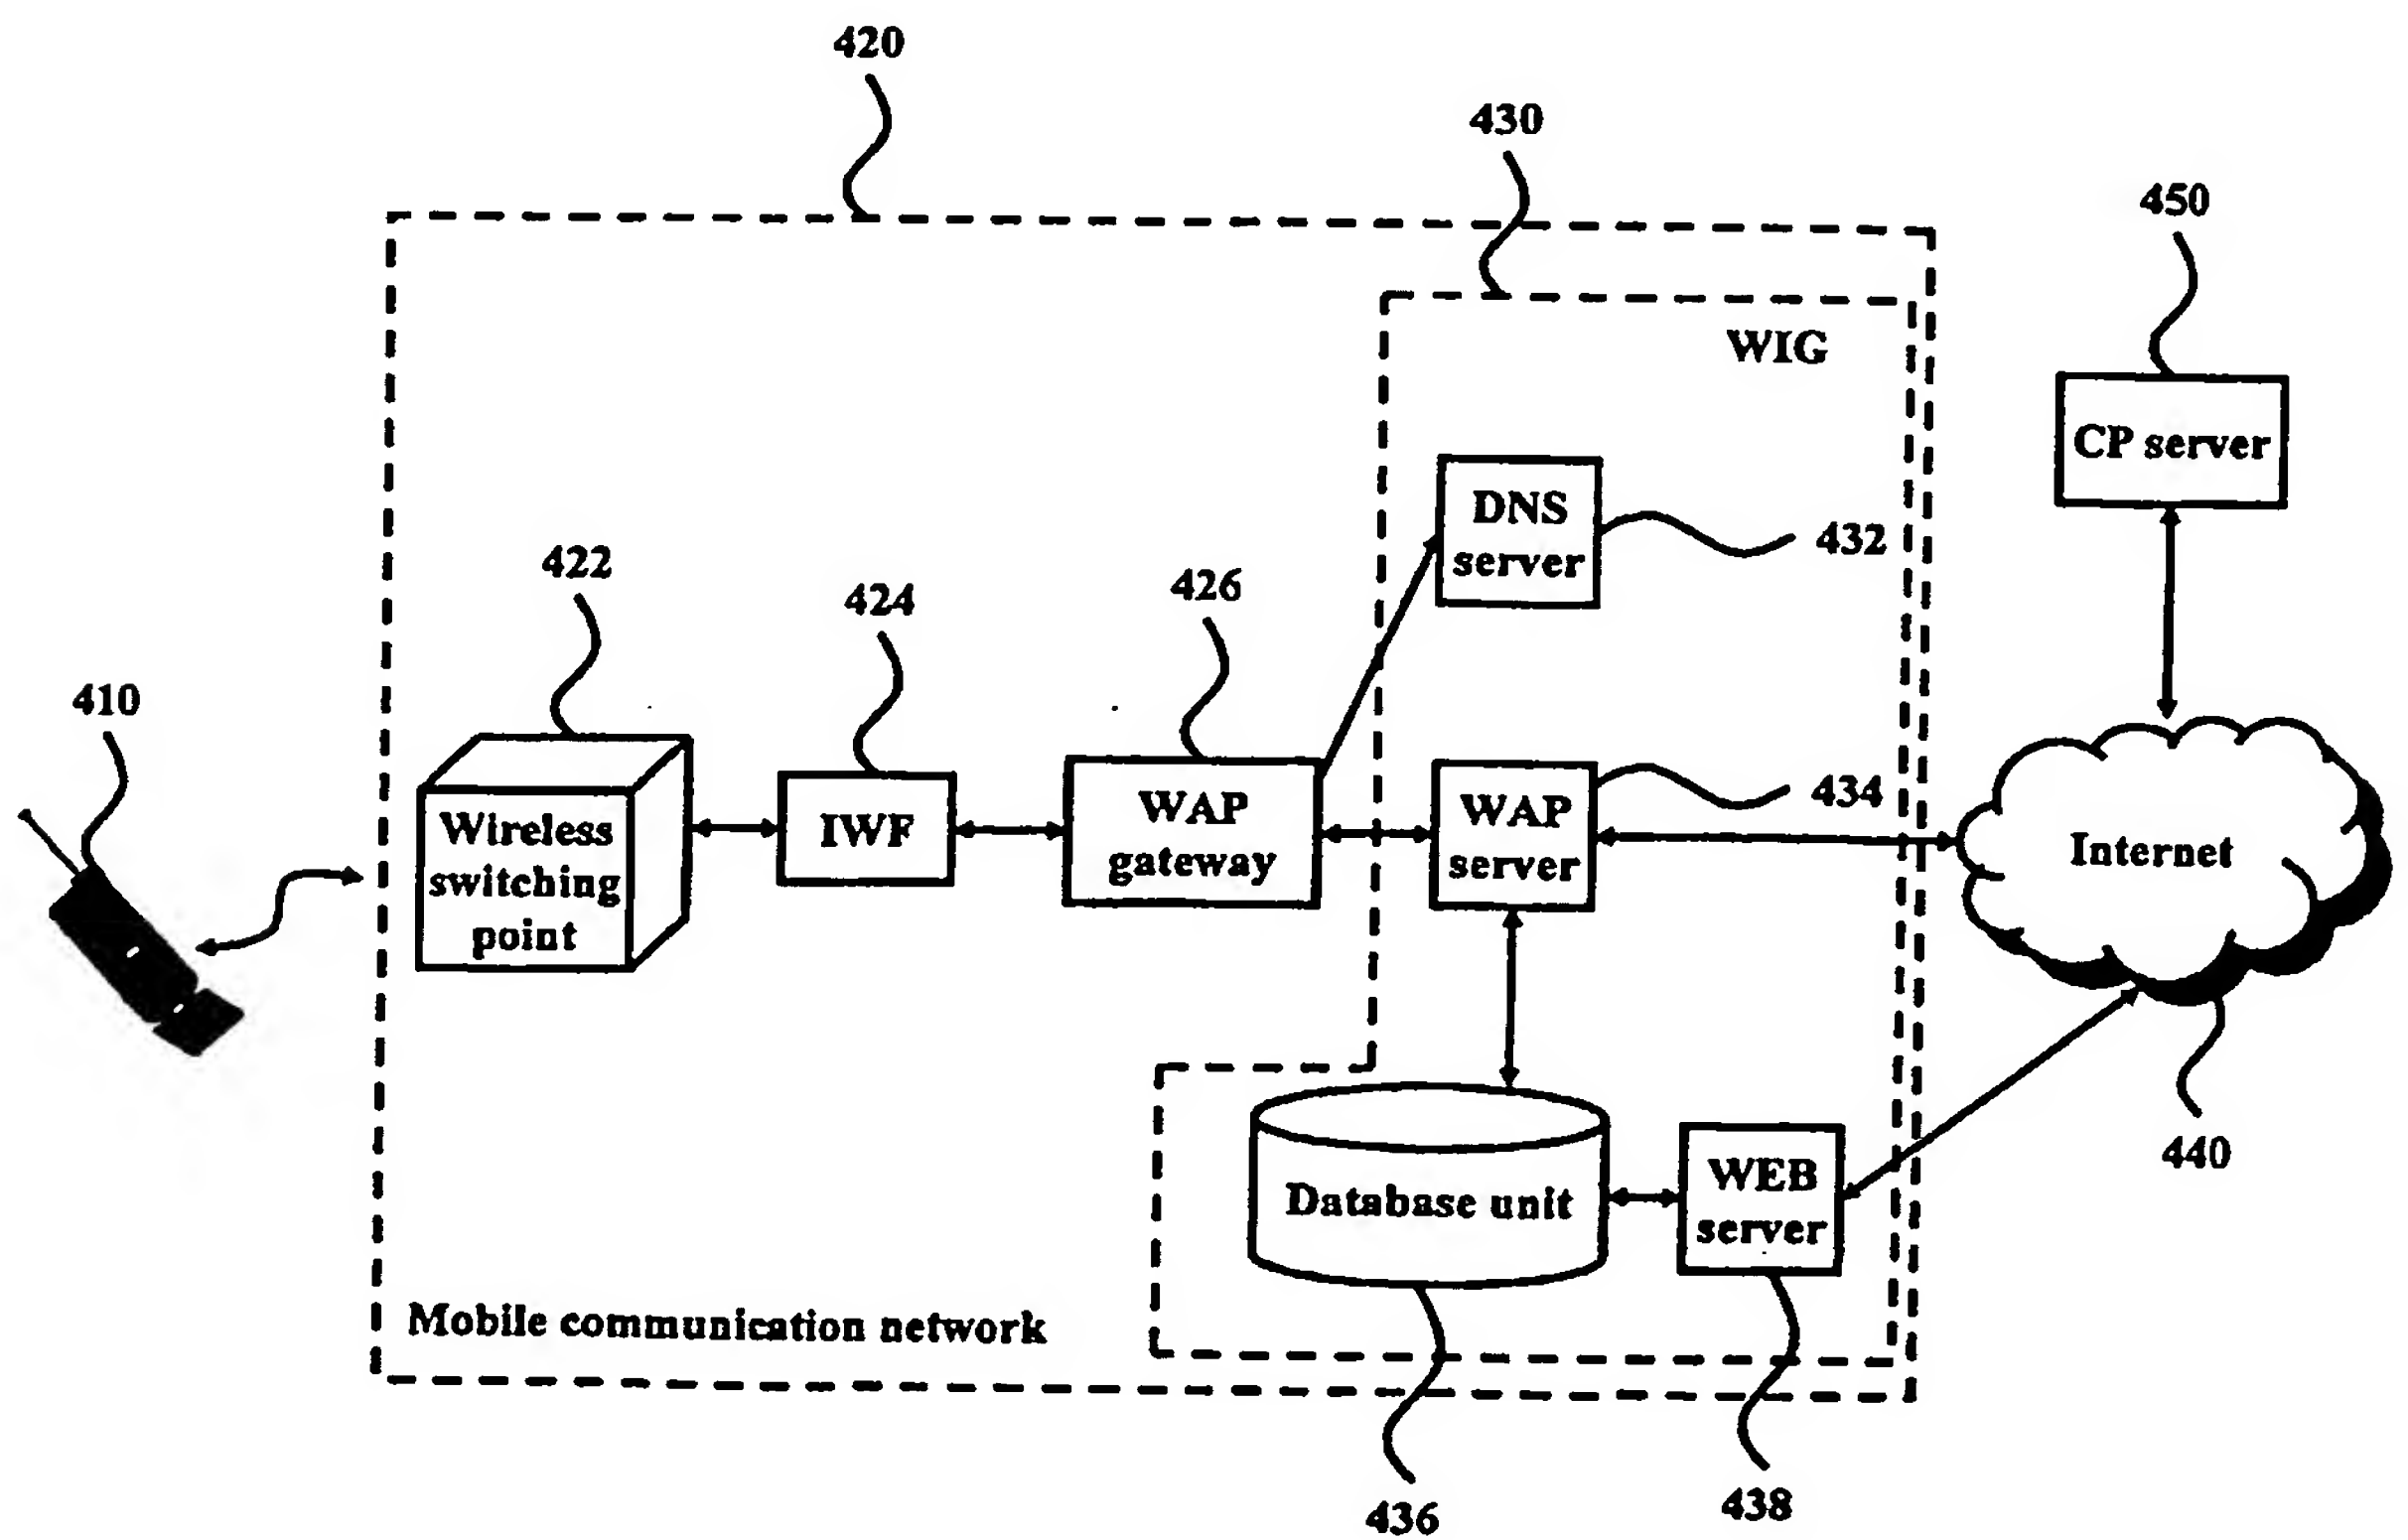 420
430
450
WIG
CP server
DNS
server
432
422
424
426
410
Wireless
switching
point
IWF
WAP
gateway
WAP
server
434
Internet
440
Database unit
WEB
server
Mobile communication network
436
438